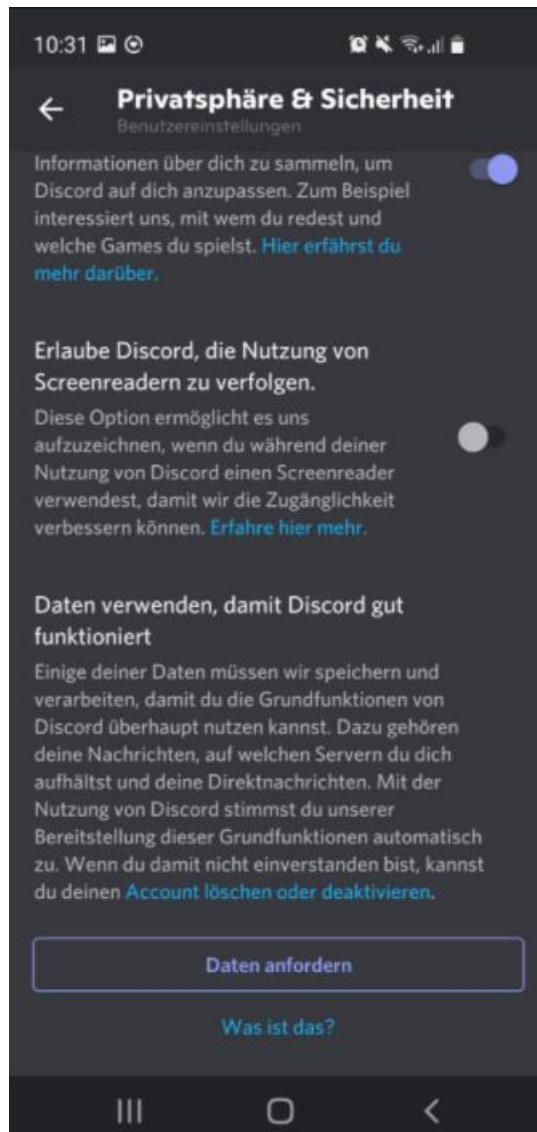 10:31
Privatsphäre & Sicherheit
Benutzereinstellungen
Informationen über dich zu sammeln, um
Discord auf dich anzupassen. Zum Beispiel
interessiert uns, mit wem du redest und
welche Games du spielst. Hier erfährst du
mehr darüber.
Erlaube Discord, die Nutzung von
Screenreadern zu verfolgen.
Diese Option ermöglicht es uns
aufzuzeichnen, wenn du während deiner
Nutzung von Discord einen Screenreader
verwendest, damit wir die Zugänglichkeit
verbessern können. Erfahre hier mehr.
Daten verwenden, damit Discord gut
funktioniert
Einige deiner Daten müssen wir speichern und
verarbeiten, damit du die Grundfunktionen von
Discord überhaupt nutzen kannst. Dazu gehören
deine Nachrichten, auf welchen Servern du dich
aufhältst und deine Direktnachrichten. Mit der
Nutzung von Discord stimmst du unserer
Bereitstellung dieser Grundfunktionen automatisch
zu. Wenn du damit nicht einverstanden bist, kannst
du deinen Account löschen oder deaktivieren.
Daten anfordern
Was ist das?